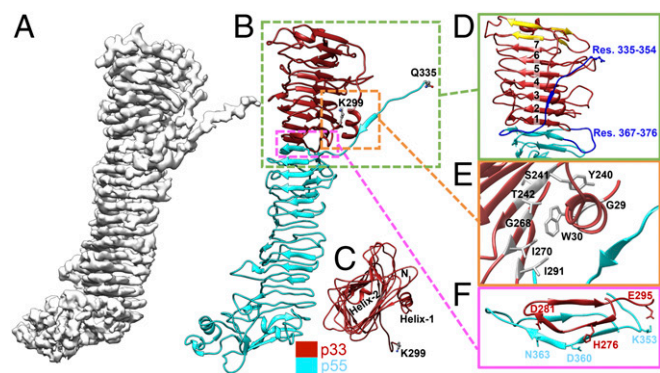 A
B
Q335
K299
C
N
Helix-2
Helix-1
K299
p33
p55
D
7
6
5
4
3
2
1
Res. 335-354
Res. 367-376
E
S241
Y240
T242
G29
G268
W30
I270
I291
F
E295
D281
K353
H276
N363
D360